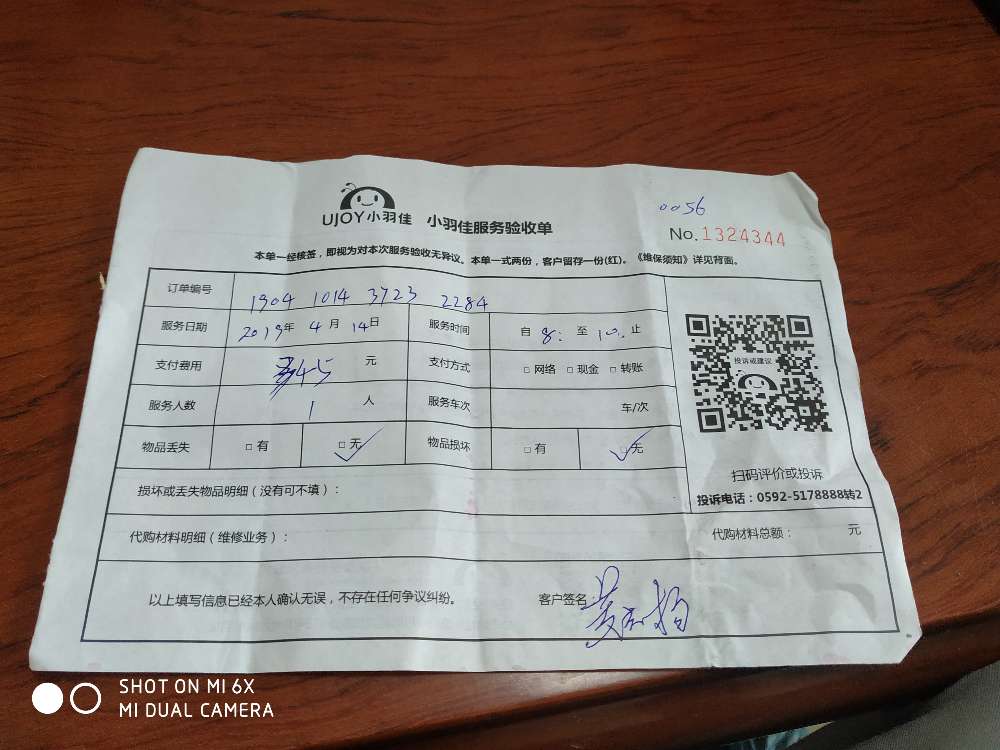 0056
UJOY小羽佳 小羽佳服务验收单
No.1324344
本单一经核签，即视为对本次服务验收无异议。本单一式两份，客户留存一份(红)。《维保须知》详见背面。
订单编号 1904 1014 3723 2284
服务日期 2019年 4月 14日 服务时间 自 8: 至 10: 止
支付费用 45 元 支付方式 □ 网络 □ 现金 □ 转账
投诉或建议
服务人数 1 人 服务车次 车/次
物品丢失 □ 有 □ 无 物品损坏 □ 有 □ 无
扫码评价或投诉
损坏或丢失物品明细（没有可不填）：
投诉电话：0592-5178888转2
代购材料明细（维修业务）：
代购材料总额： 元
以上填写信息已经本人确认无误，不存在任何争议纠纷。 客户签名
SHOT ON MI 6X
MI DUAL CAMERA